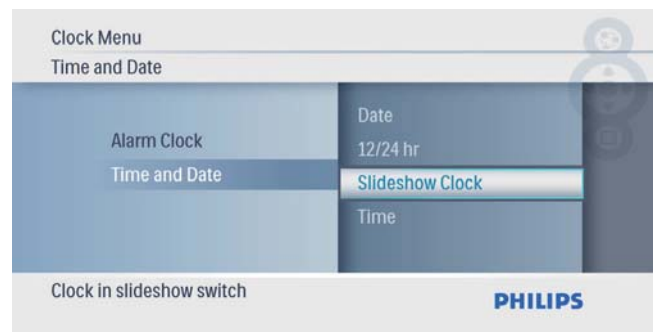 Clock Menu
Time and Date
Alarm Clock
Time and Date
Date
12/24 hr
Slideshow Clock
Time
Clock in slideshow switch
PHILIPS